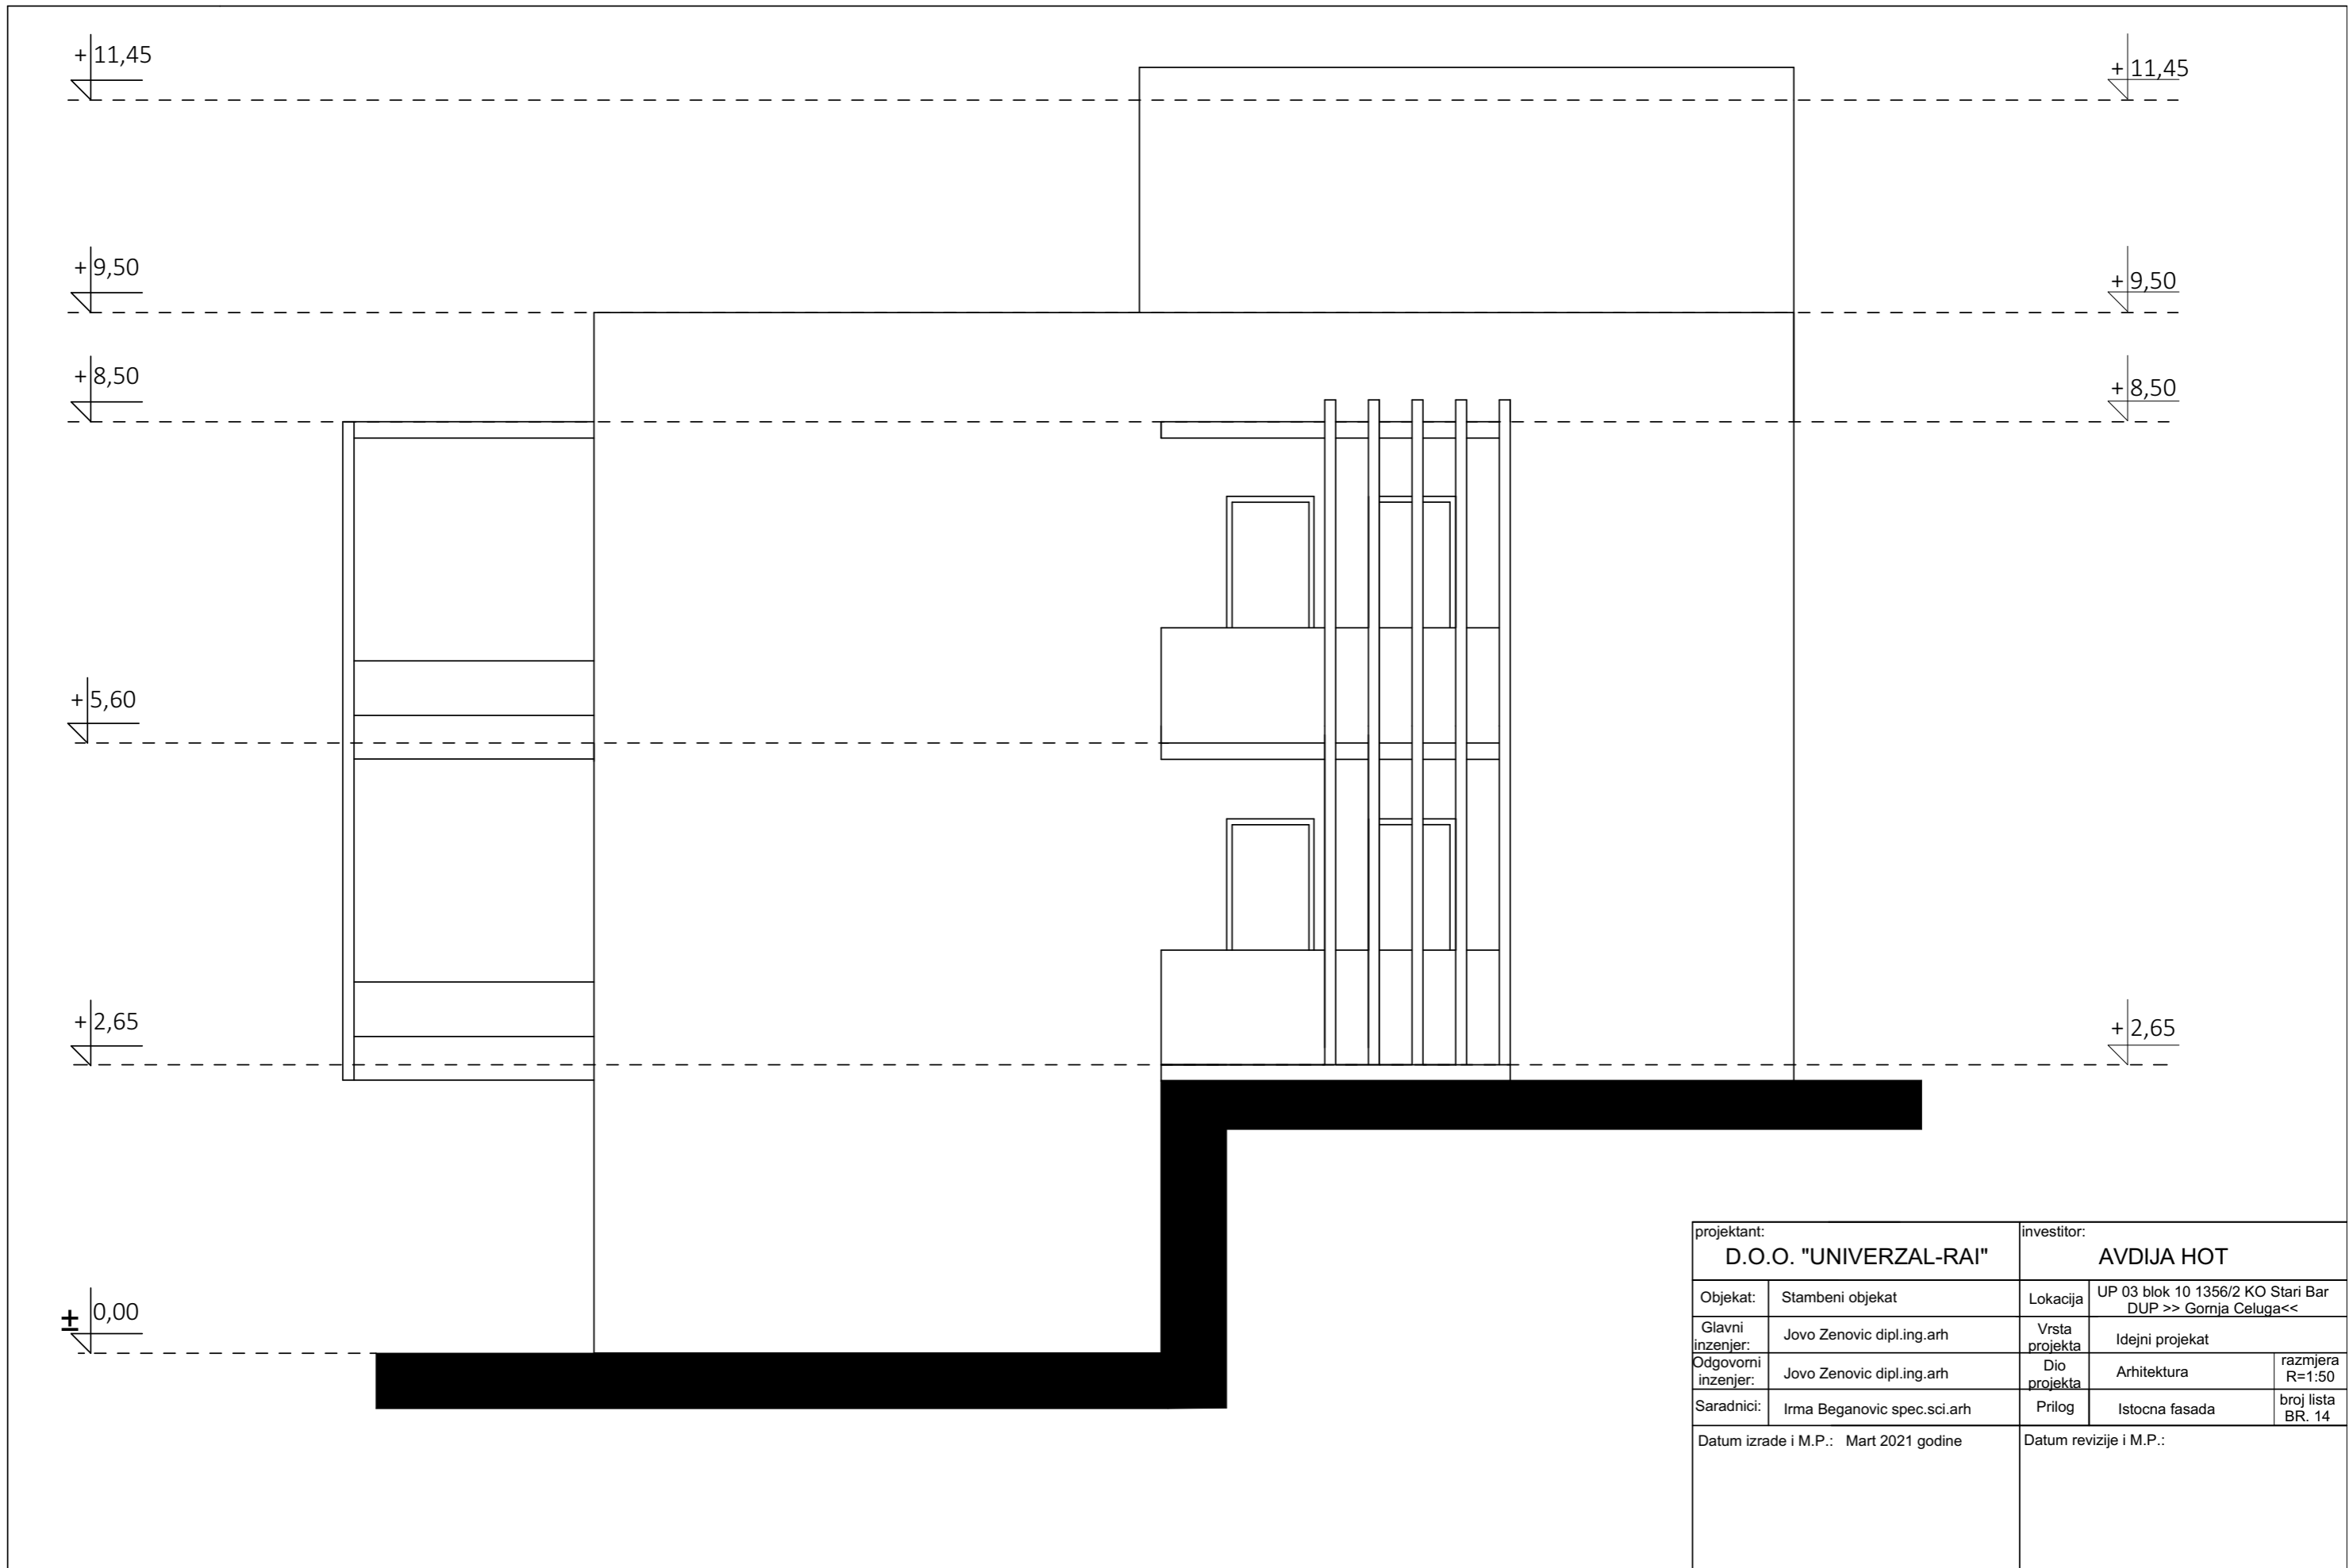 +11,45
+11,45
+9,50
+9,50
+8,50
+8,50
+5,60
+2,65
+2,65
± 0,00
projektant:
D.O.O. "UNIVERZAL-RAI"
investitor:
AVDIJA HOT
Objekat:
Stambeni objekat
Lokacija
UP 03 blok 10 1356/2 KO Stari Bar
DUP >> Gornja Celuga<<
Glavni
inzenjer:
Jovo Zenovic dipl.ing.arh
Vrsta
projekta
Idejni projekat
Odgovorni
inzenjer:
Jovo Zenovic dipl.ing.arh
Dio
projekta
Arhitektura
razmjera
R=1:50
Saradnici:
Irma Beganovic spec.sci.arh
Prilog
Istocna fasada
broj lista
BR. 14
Datum izrade i M.P.: Mart 2021 godine
Datum revizije i M.P.: